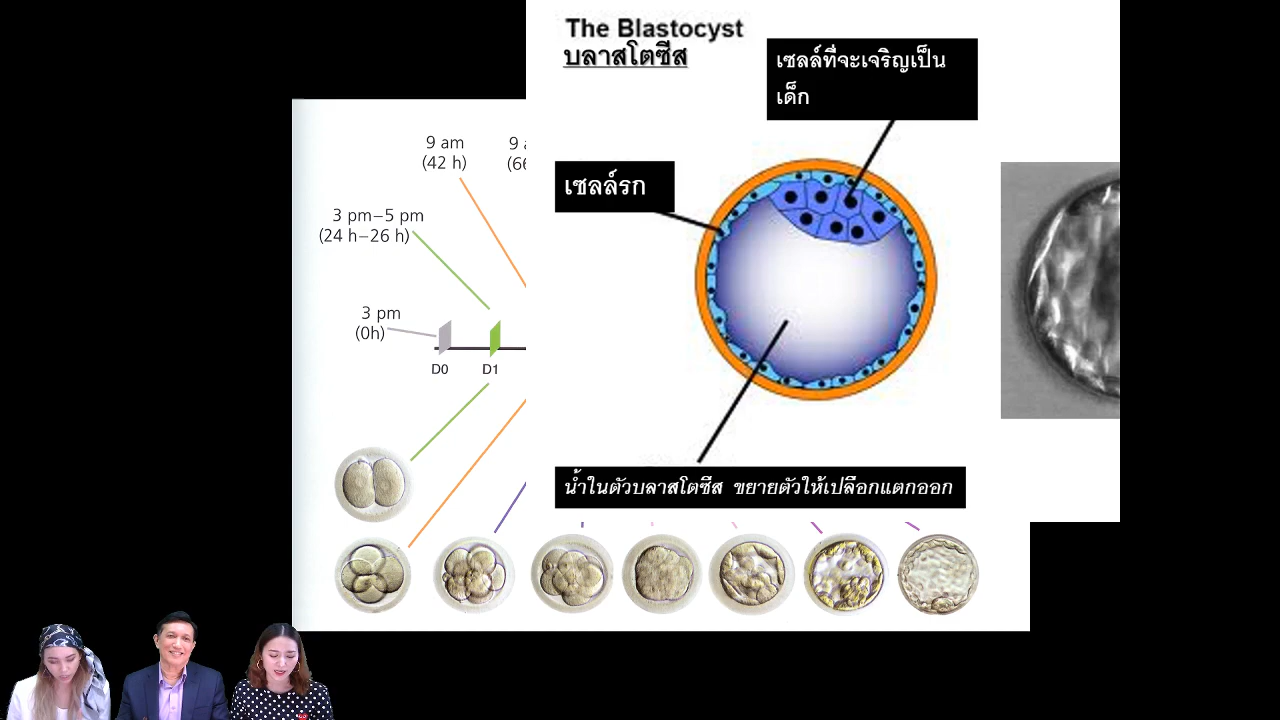 The Blastocyst
บลาสโตซีส
เซลล์ที่จะเจริญเป็น
เด็ก
เซลล์รก
น้ำในตัวบลาสโตซีส ขยายตัวให้เปลือกแตกออก
9 am
(42 h)
3 pm–5 pm
(24 h–26 h)
3 pm
(0h)
D0
D1